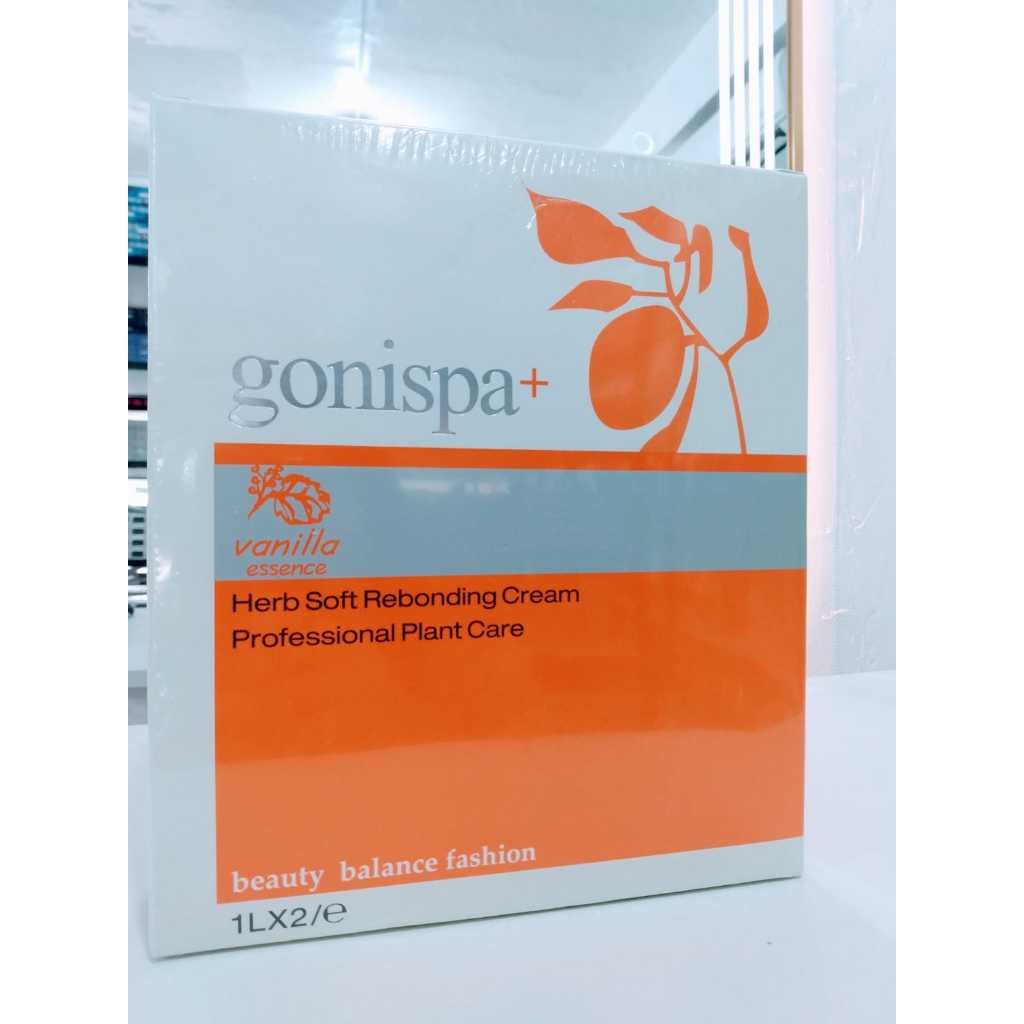 gonispa+
vanilla
essence
Herb Soft Rebonding Cream
Professional Plant Care
beauty balance fashion
1LX2/℮